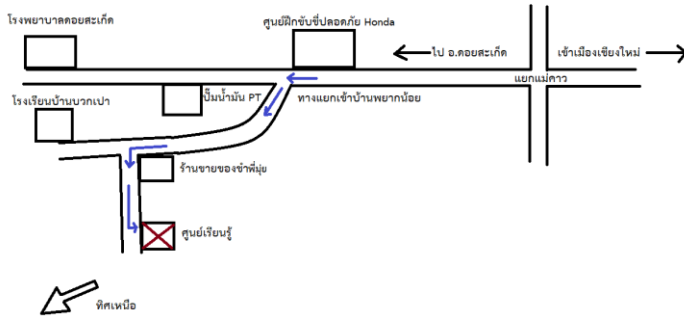 โรงพยาบาลดอยสะเก็ด
ศูนย์ฝึกขับขี่ปลอดภัย Honda
ไป อ.ดอยสะเก็ด
เข้าเมืองเชียงใหม่
แยกแม่คาว
โรงเรียนบ้านบวกเปา
ปั๊มน้ำมัน PT
ทางแยกเข้าบ้านพยากน้อย
ร้านขายของชำพี่มุ่ย
ศูนย์เรียนรู้
ทิศเหนือ